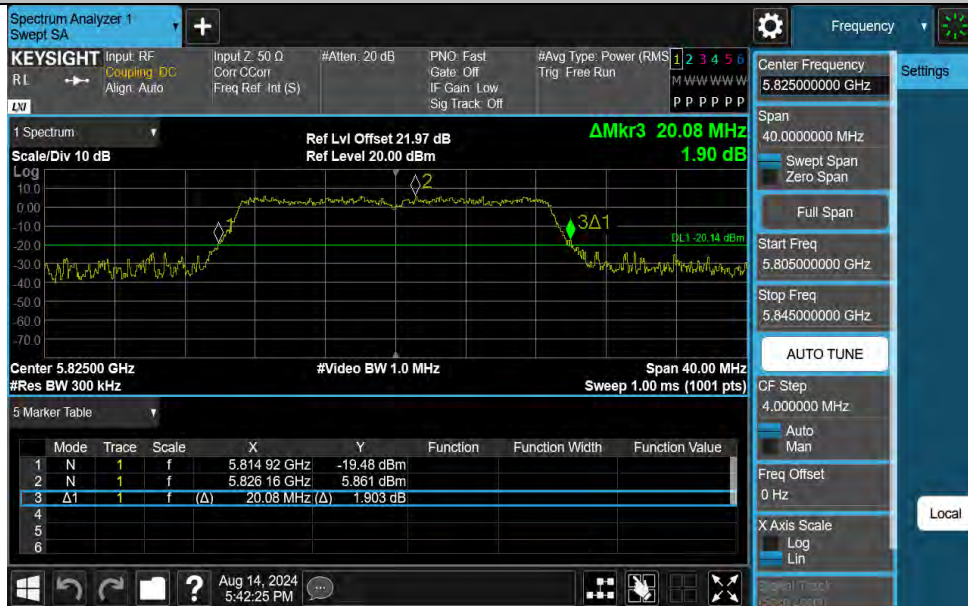 Spectrum Analyzer 1
Swept SA
+
Frequency
KEYSIGHT
RL
LXI
Input: RF
Coupling: DC
Align: Auto
Input Z: 50 Ω
Corr CCorr
Freq Ref: Int (S)
#Atten: 20 dB
PNO: Fast
Gate: Off
IF Gain: Low
Sig Track: Off
#Avg Type: Power (RMS
Trig: Free Run
1 2 3 4 5 6
M W W W W W
P P P P P P
Center Frequency
5.825000000 GHz
Settings
Span
40.0000000 MHz
Swept Span
Zero Span
Full Span
Start Freq
5.805000000 GHz
Stop Freq
5.845000000 GHz
AUTO TUNE
CF Step
4.000000 MHz
Auto
Man
Freq Offset
0 Hz
X Axis Scale
Log
Lin
Signal Track
(Span Zoom)
Local
1 Spectrum
Scale/Div 10 dB
Ref Lvl Offset 21.97 dB
Ref Level 20.00 dBm
ΔMkr3 20.08 MHz
1.90 dB
Log
10.0
0.00
-10.0
-20.0
-30.0
-40.0
-50.0
-60.0
-70.0
1
2
3Δ1
DL1 -20.14 dBm
Center 5.82500 GHz
#Video BW 1.0 MHz
Span 40.00 MHz
#Res BW 300 kHz
Sweep 1.00 ms (1001 pts)
5 Marker Table
Mode Trace Scale X Y Function Function Width Function Value
1 N 1 f 5.814 92 GHz -19.48 dBm
2 N 1 f 5.826 16 GHz 5.861 dBm
3 Δ1 1 f (Δ) 20.08 MHz (Δ) 1.903 dB
4
5
6
?
Aug 14, 2024
5:42:25 PM